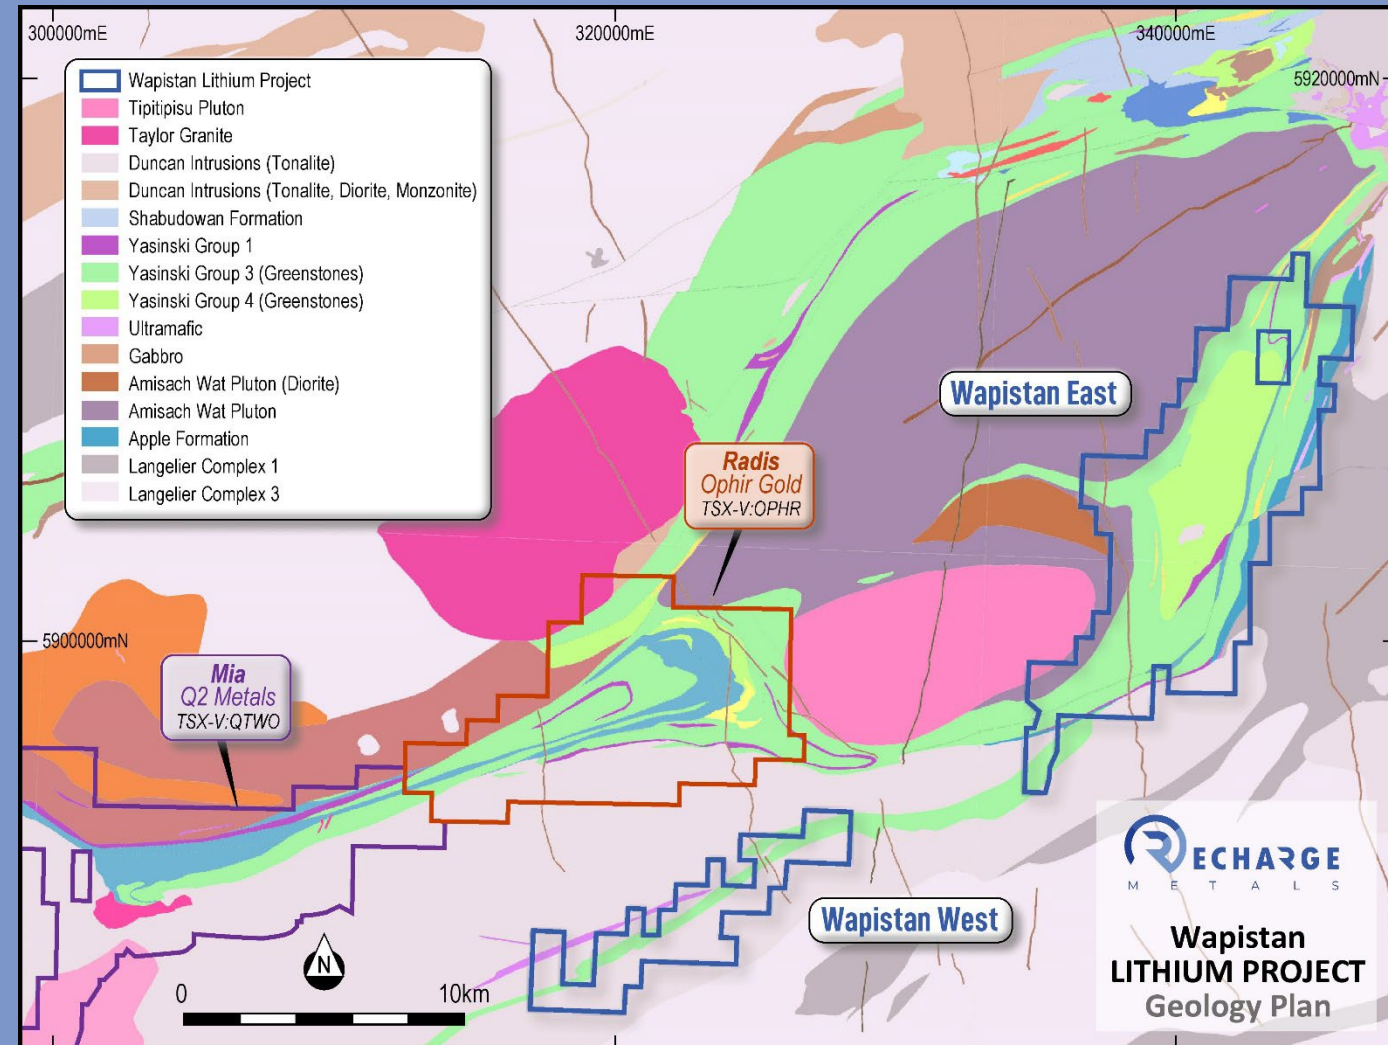 300000mE
320000mE
340000mE
5920000mN
Wapistan Lithium Project
Tipitipisu Pluton
Taylor Granite
Duncan Intrusions (Tonalite)
Duncan Intrusions (Tonalite, Diorite, Monzonite)
Shabudowan Formation
Yasinski Group 1
Yasinski Group 3 (Greenstones)
Yasinski Group 4 (Greenstones)
Ultramafic
Gabbro
Amisach Wat Pluton (Diorite)
Amisach Wat Pluton
Apple Formation
Langelier Complex 1
Langelier Complex 3
Wapistan East
Radis
Ophir Gold
TSX-V:OPHR
5900000mN
Mia
Q2 Metals
TSX-V:QTWO
Wapistan West
N
0
10km
RECHARGE
METALS
Wapistan
LITHIUM PROJECT
Geology Plan